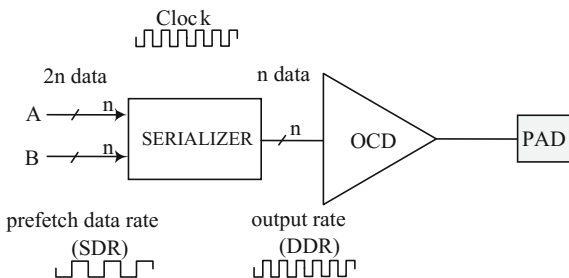 Clock
2n data
n data
A
n
SERIALIZER
n
OCD
PAD
B
n
prefetch data rate
(SDR)
output rate
(DDR)